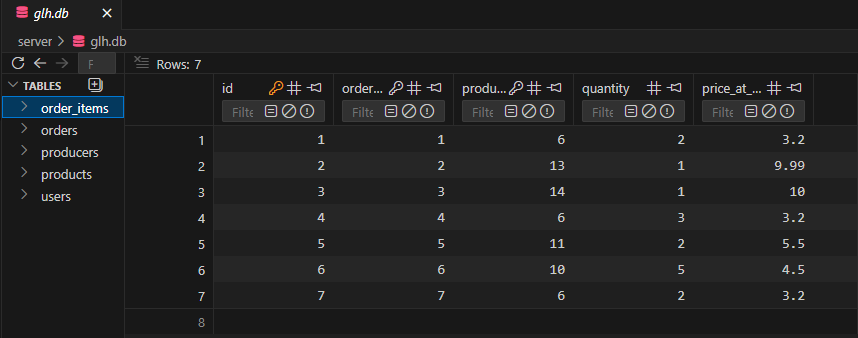 glh.db
server > glh.db
F
Rows: 7
TABLES
order_items
orders
producers
products
users
id order... produ... quantity price_at_...
Filte Filte Filte Filte Filte
1 1 1 6 2 3.2
2 2 2 13 1 9.99
3 3 3 14 1 10
4 4 4 6 3 3.2
5 5 5 11 2 5.5
6 6 6 10 5 4.5
7 7 7 6 2 3.2
8